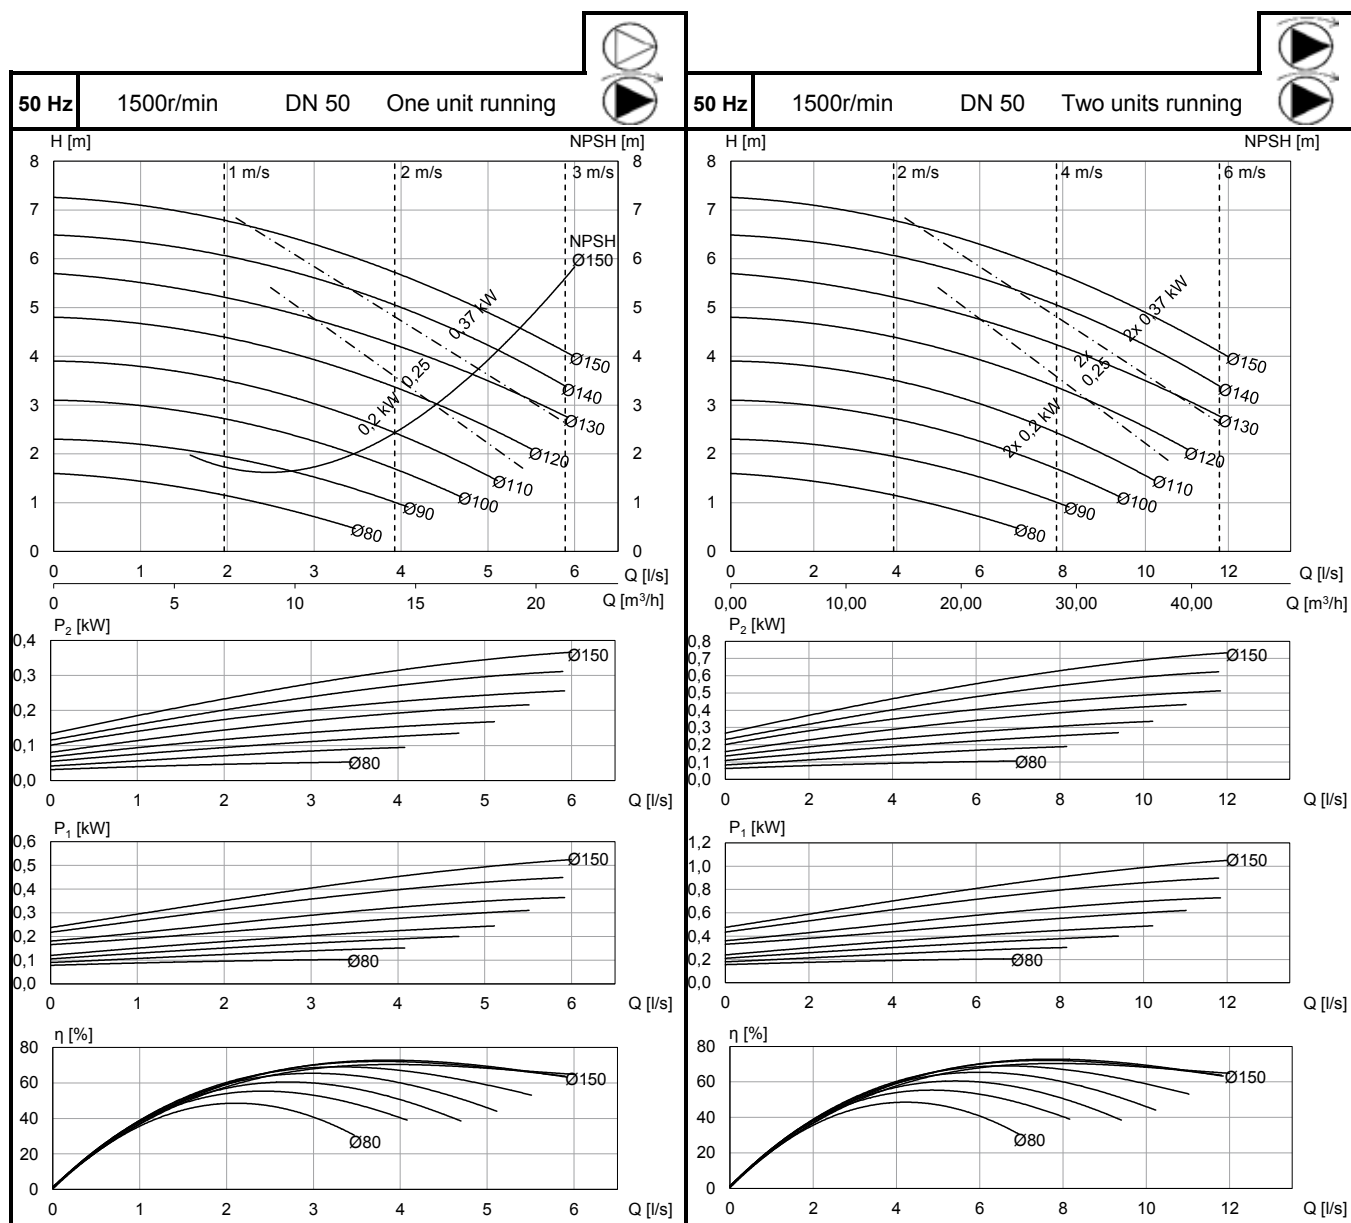 50 Hz 1500r/min DN 50 One unit running
H [m] NPSH [m]
8 1 m/s 2 m/s 3 m/s 8
7 7
NPSH
6 Ø150 6
5 0,37 kW 5
4 Ø150 4
0,25
Ø140
3 0,2 kW Ø130 3
2 Ø120 2
Ø110
1 Ø100 1
Ø90
Ø80
0 0
0 1 2 3 4 5 6 Q [l/s]
0 5 10 15 20 Q [m³/h]
P₂ [kW]
0,4
Ø150
0,3
0,2
0,1
Ø80
0,0
0 1 2 3 4 5 6 Q [l/s]
P₁ [kW]
0,6
Ø150
0,5
0,4
0,3
0,2
0,1 Ø80
0,0
0 1 2 3 4 5 6 Q [l/s]
η [%]
80
60 Ø150
40
Ø80
20
0
0 1 2 3 4 5 6 Q [l/s]
50 Hz 1500r/min DN 50 Two units running
H [m] NPSH [m]
8 2 m/s 4 m/s 6 m/s
7
6
5 2x 0,37 kW
4 2x Ø150
0,25
Ø140
3 2x 0,2 kW Ø130
2 Ø120
Ø110
1 Ø100
Ø90
Ø80
0
0 2 4 6 8 10 12 Q [l/s]
0,00 10,00 20,00 30,00 40,00 Q [m³/h]
P₂ [kW]
0,8
0,7 Ø150
0,6
0,5
0,4
0,3
0,2
0,1 Ø80
0,0
0 2 4 6 8 10 12 Q [l/s]
P₁ [kW]
1,2
1,0 Ø150
0,8
0,6
0,4
0,2 Ø80
0,0
0 2 4 6 8 10 12 Q [l/s]
η [%]
80
60 Ø150
40
Ø80
20
0
0 2 4 6 8 10 12 Q [l/s]